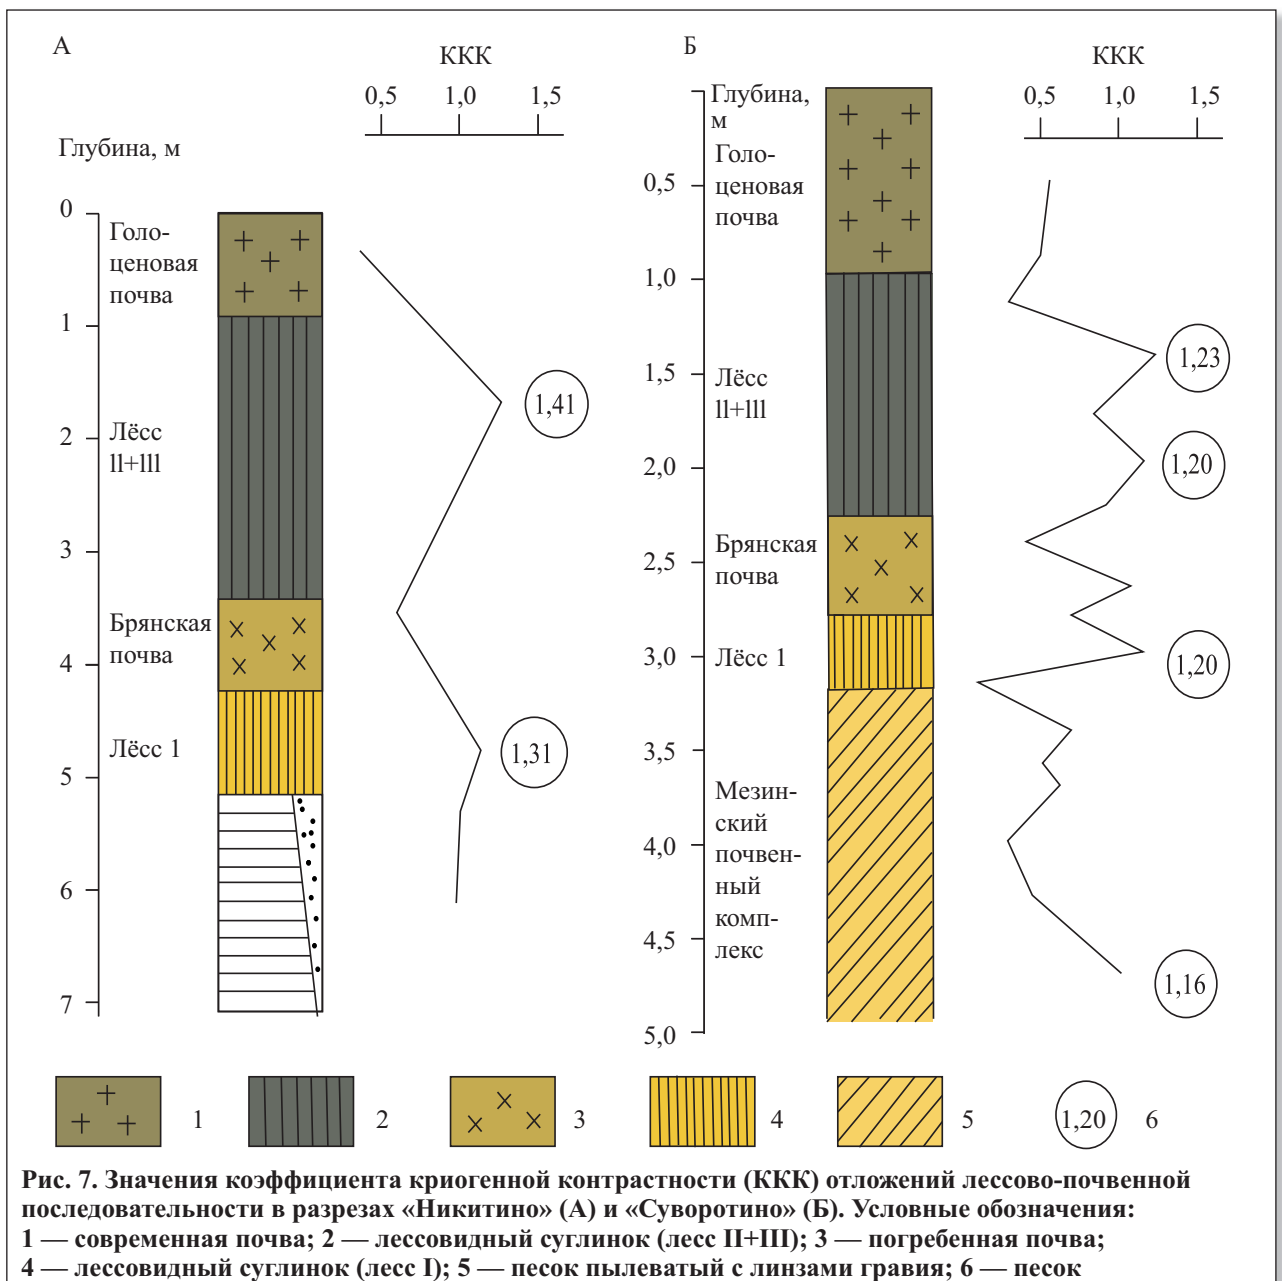 А
ККК
0,5 1,0 1,5
Глубина, м
0
1
2
3
4
5
6
7
Голо-
ценовая
почва
Лёсс
ll+lll
Брянская
почва
Лёсс 1
1,41
1,31
Б
ККК
0,5 1,0 1,5
Глубина,
м
0,5
1,0
1,5
2,0
2,5
3,0
3,5
4,0
4,5
5,0
Голо-
ценовая
почва
Лёсс
ll+lll
Брянская
почва
Лёсс 1
Мезин-
ский
почвен-
ный
комп-
лекс
1,23
1,20
1,20
1,16
1 2 3 4 5 1,20 6
Рис. 7. Значения коэффициента криогенной контрастности (ККК) отложений лессово-почвенной
последовательности в разрезах «Никитино» (А) и «Суворотино» (Б). Условные обозначения:
1 — современная почва; 2 — лессовидный суглинок (лесс II+III); 3 — погребенная почва;
4 — лессовидный суглинок (лесс I); 5 — песок пылеватый с линзами гравия; 6 — песок